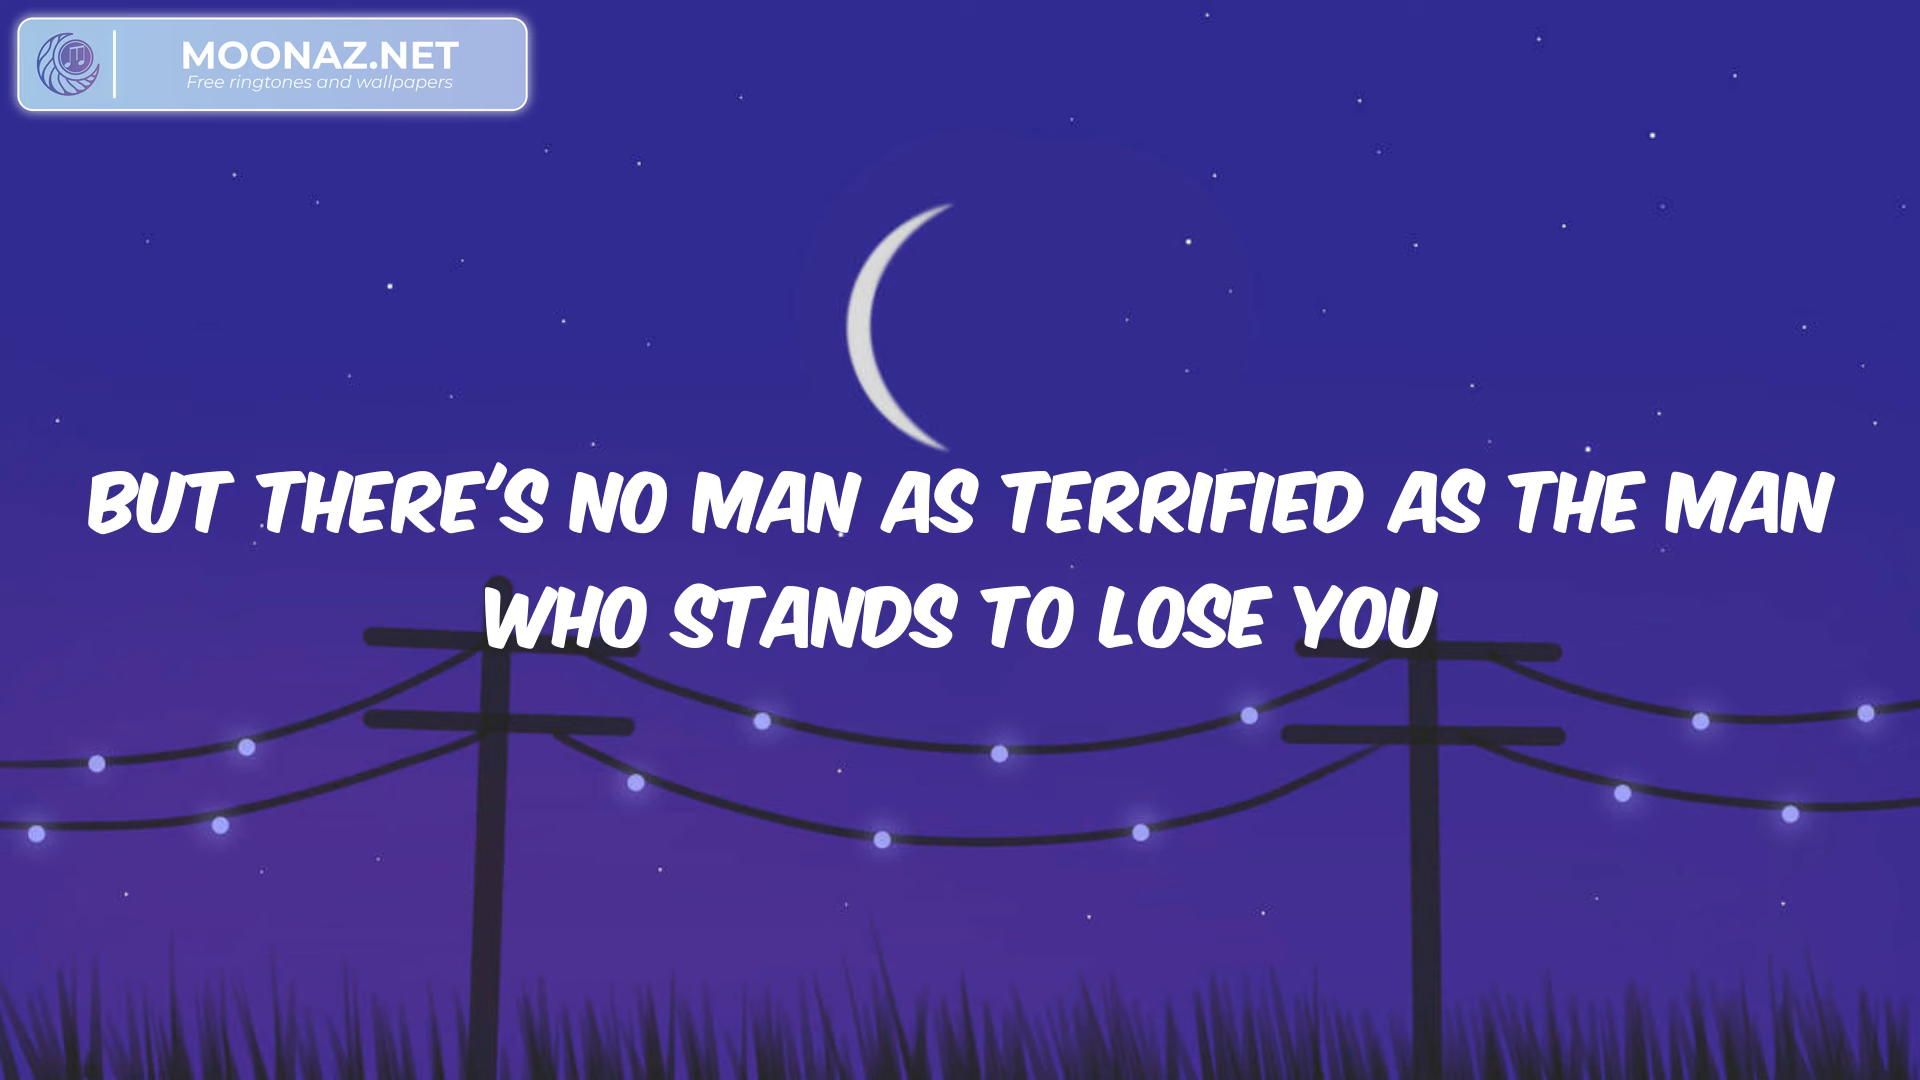 MOONAZ.NET
Free ringtones and wallpapers
BUT THERE'S NO MAN AS TERRIFIED AS THE MAN
WHO STANDS TO LOSE YOU